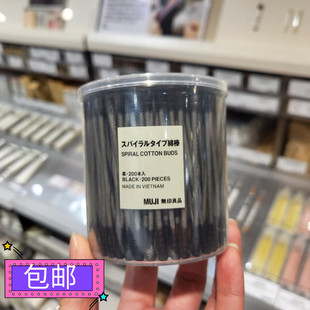 スパイラルタイプ綿棒
SPIRAL COTTON BUDS
黒・200本入
BLACK・200 PIECES
MADE IN VIETNAM
MUJI 無印良品
包邮